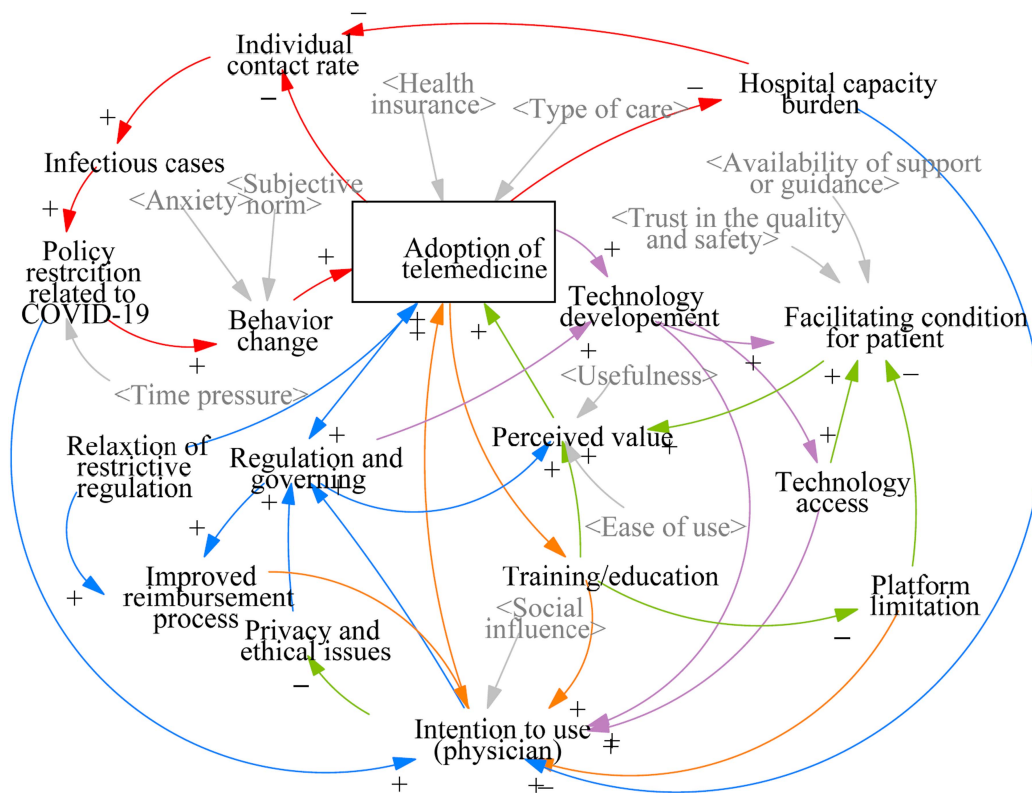 Individual
contact rate
−
−
<Health
insurance>
<Type of care>
−
Hospital capacity
burden
+
Infectious cases
+
<Anxiety>
<Subjective
norm>
<Availability of support
or guidance>
<Trust in the quality
and safety>
Policy
restrcition
related to
COVID-19
+
Adoption of
telemedicine
+
Technology
developement
Facilitating condition
for patient
Behavior
change
+
+
+
+
+
+
+
−
<Time pressure>
<Usefulness>
Relaxtion of
restrictive
regulation
+
Regulation and
governing
Perceived value
+
+
+
+
+
+
Technology
access
+
+
<Ease of use>
+
Improved
reimbursement
process
Training/education
Platform
limitation
<Social
influence>
Privacy and
ethical issues
−
−
+
Intention to use
(physician)
+
+
+
+
−